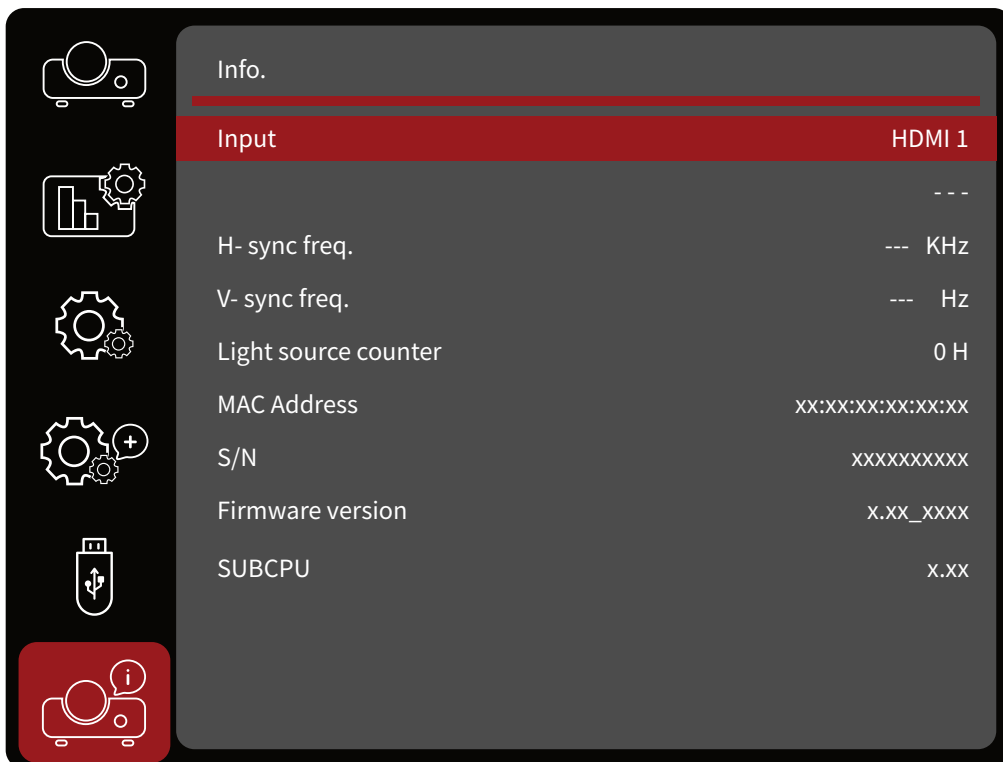 Info.
Input HDMI 1
- - -
H- sync freq. --- KHz
V- sync freq. --- Hz
Light source counter 0 H
MAC Address xx:xx:xx:xx:xx:xx
S/N xxxxxxxxxx
Firmware version x.xx_xxxx
SUBCPU x.xx